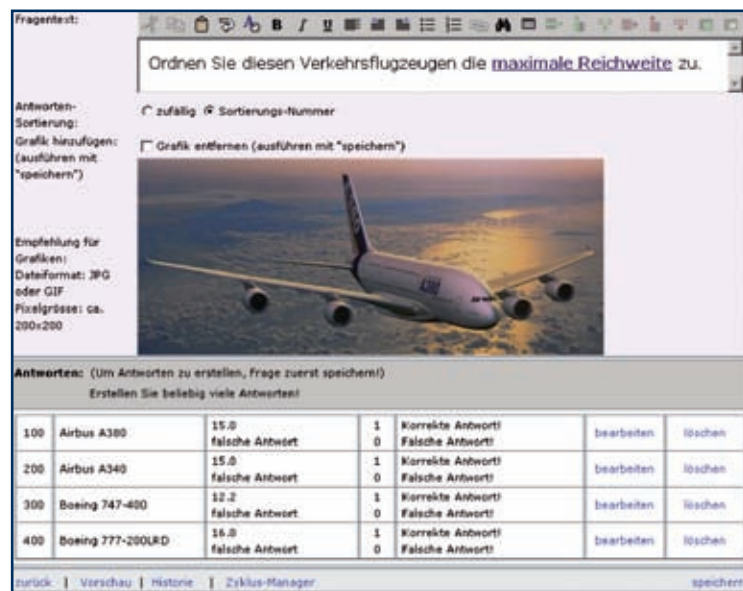 Fragentext:
Ordnen Sie diesen Verkehrsflugzeugen die maximale Reichweite zu.
Antworten-
Sortierung:
zufällig Sortierungs-Nummer
Grafik hinzufügen:
(ausführen mit
"speichern")
Grafik entfernen (ausführen mit "speichern")
Empfehlung für
Grafiken:
Dateiformat: JPG
oder GIF
Pixelgrösse: ca.
200x200
A380
Antworten: (Um Antworten zu erstellen, Frage zuerst speichern!)
Erstellen Sie beliebig viele Antworten!
100 Airbus A380 15.0 1 Korrekte Antwort! bearbeiten löschen
falsche Antwort 0 Falsche Antwort!
200 Airbus A340 15.0 1 Korrekte Antwort! bearbeiten löschen
falsche Antwort 0 Falsche Antwort!
300 Boeing 747-400 12.2 1 Korrekte Antwort! bearbeiten löschen
falsche Antwort 0 Falsche Antwort!
400 Boeing 777-200LRD 16.0 1 Korrekte Antwort! bearbeiten löschen
falsche Antwort 0 Falsche Antwort!
zurück | Vorschau | Historie | Zyklus-Manager speichern